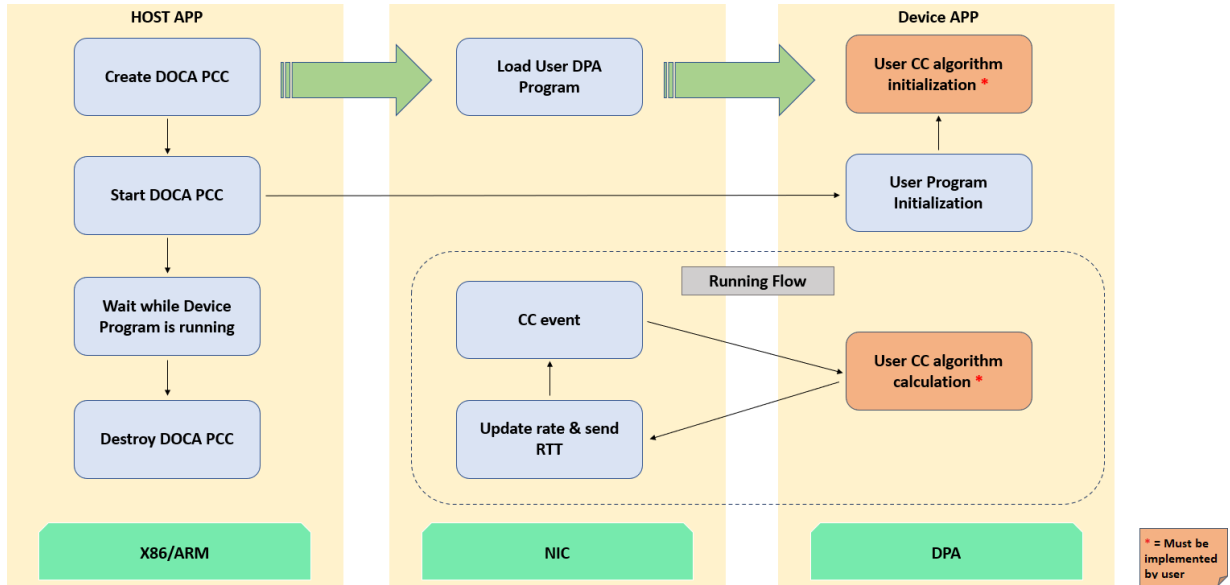 HOST APP
Device APP
Create DOCA PCC
Load User DPA
Program
User CC algorithm
initialization *
Start DOCA PCC
User Program
Initialization
Running Flow
Wait while Device
Program is running
CC event
User CC algorithm
calculation *
Destroy DOCA PCC
Update rate & send
RTT
X86/ARM
NIC
DPA
* = Must be
implemented
by user